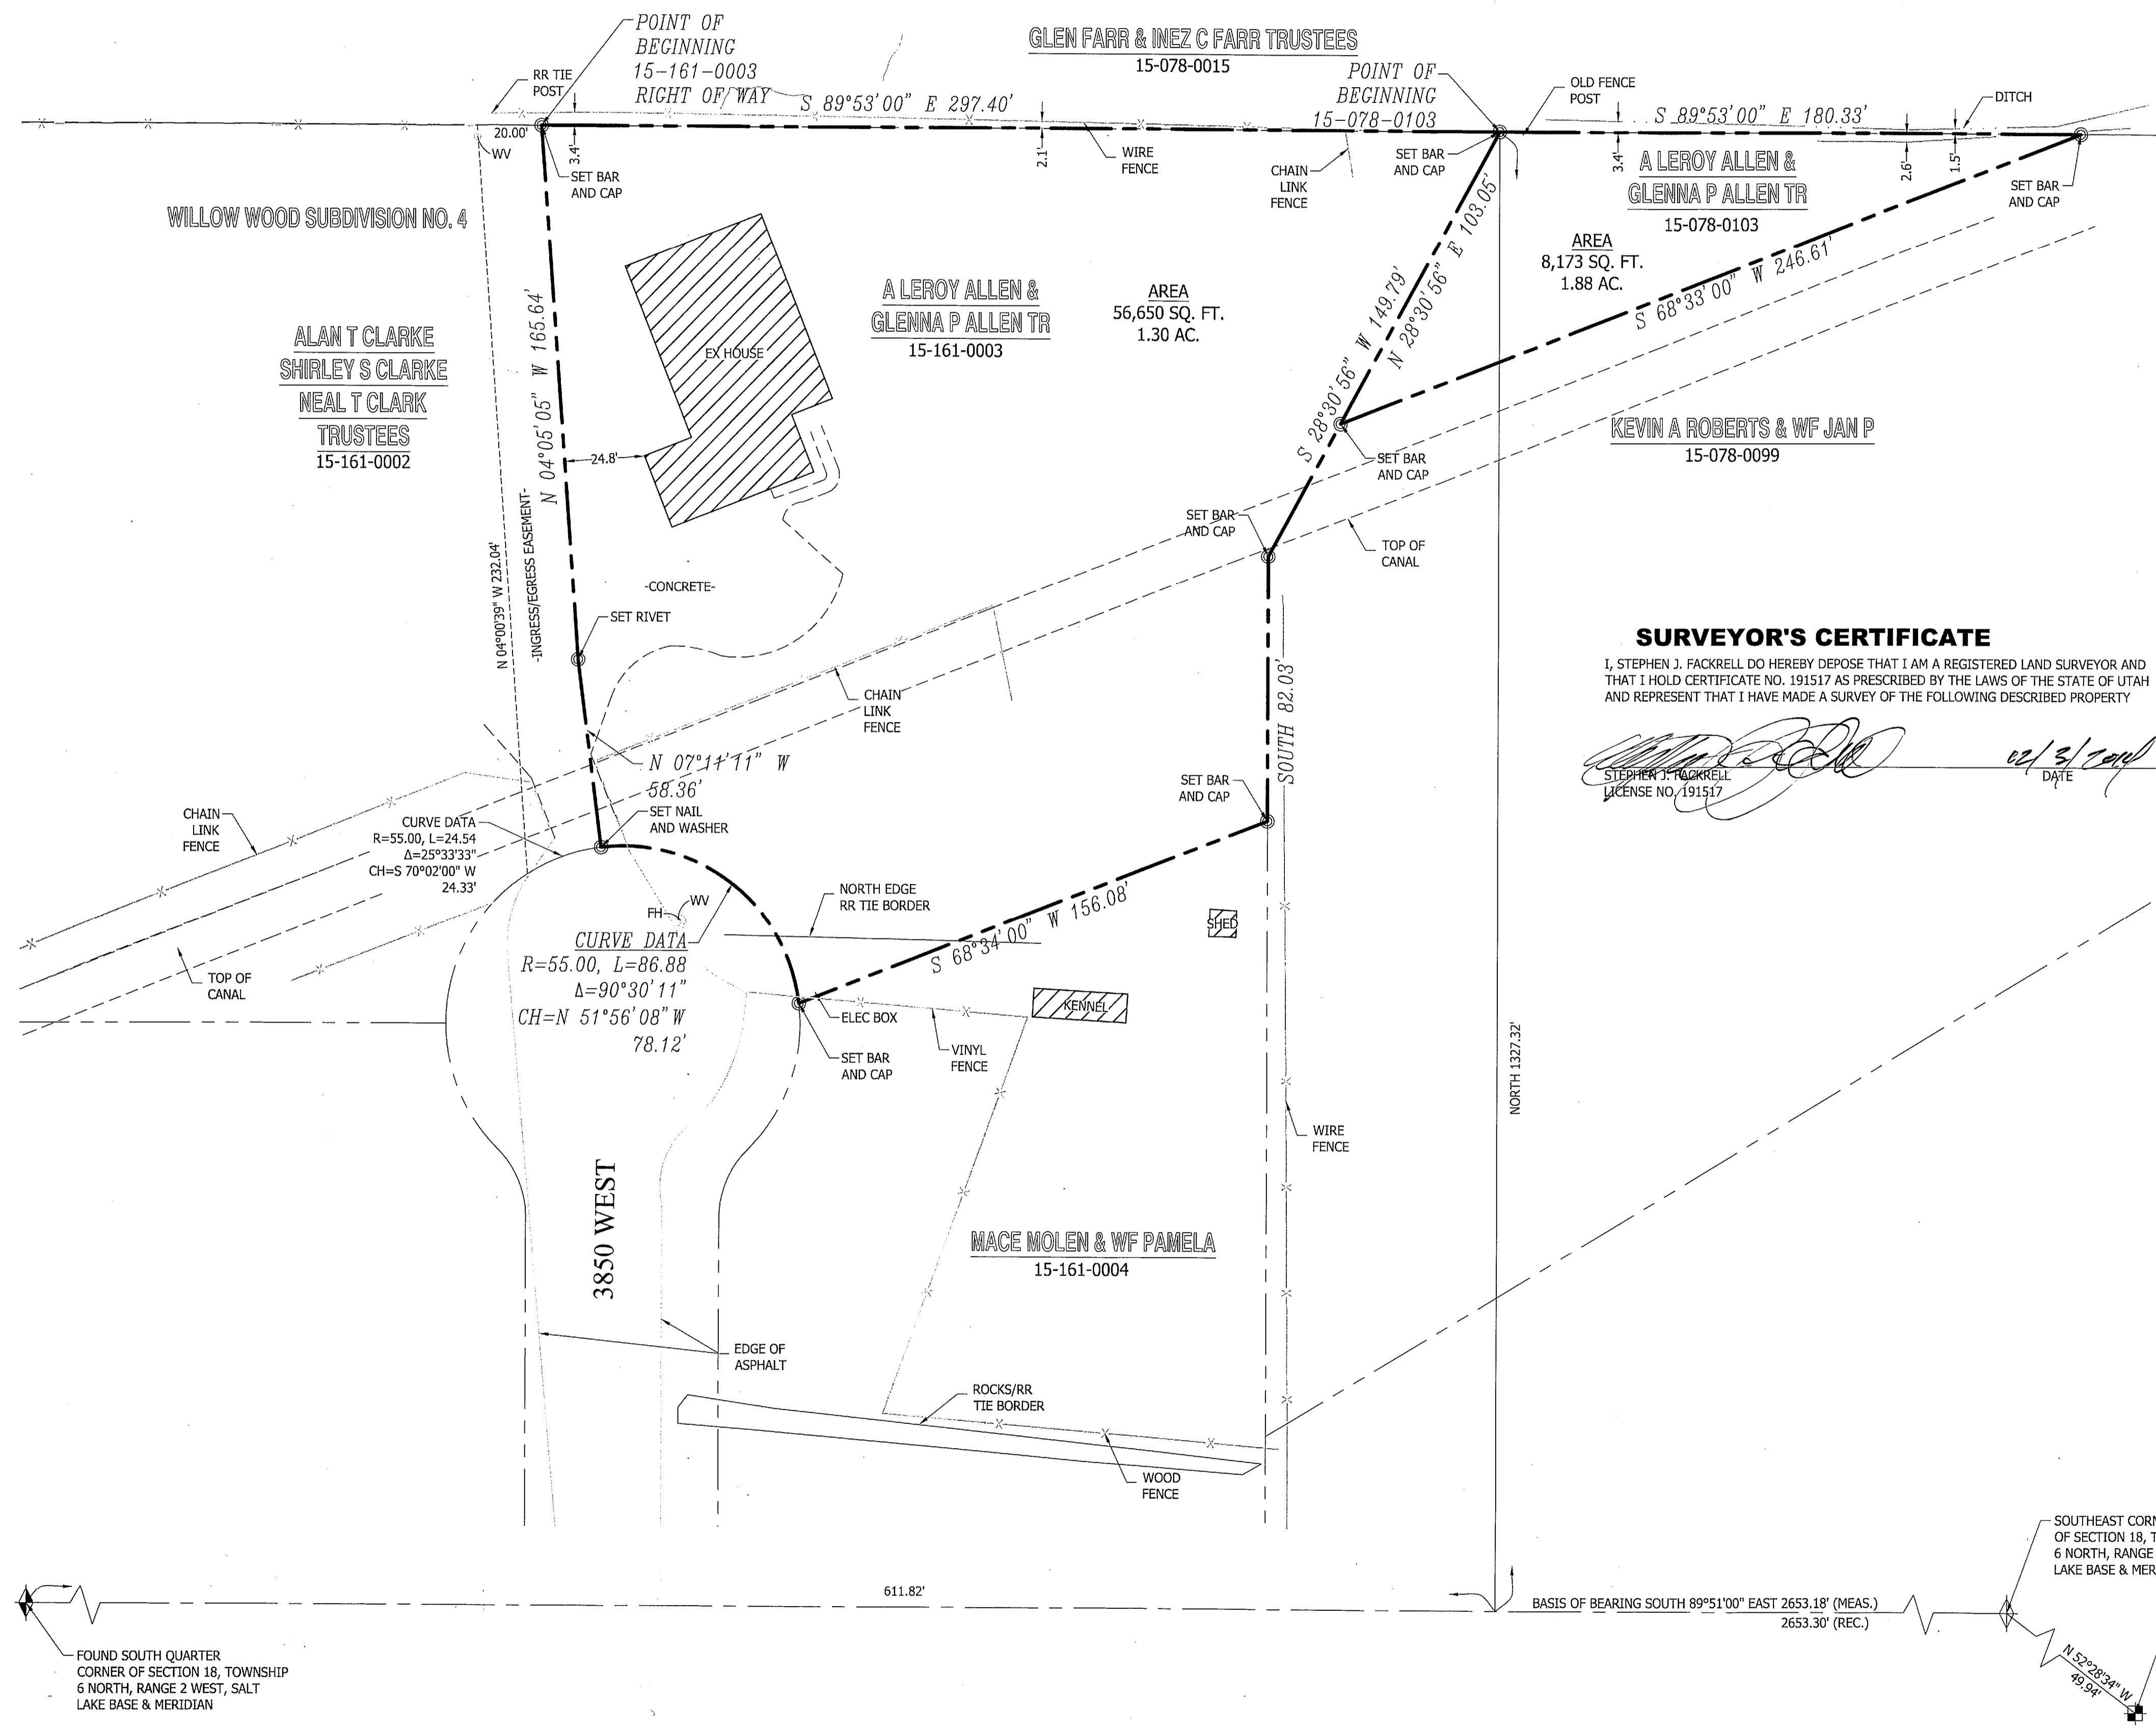 POINT OF
BEGINNING
15-161-0003
RIGHT OF WAY
RR TIE
POST
GLEN FARR & INEZ C FARR TRUSTEES
15-078-0015
POINT OF
BEGINNING
15-078-0103
OLD FENCE
POST
DITCH
S 89°53'00" E 297.40'
S 89°53'00" E 180.33'
20.00'
WV
3.4'
2.1'
3.4'
2.6'
1.5'
SET BAR
AND CAP
WIRE
FENCE
CHAIN
LINK
FENCE
SET BAR
AND CAP
A LEROY ALLEN &
GLENNA P ALLEN TR
15-078-0103
SET BAR
AND CAP
WILLOW WOOD SUBDIVISION NO. 4
AREA
8,173 SQ. FT.
1.88 AC.
A LEROY ALLEN &
GLENNA P ALLEN TR
15-161-0003
AREA
56,650 SQ. FT.
1.30 AC.
S 28°30'56" W 149.79'
N 28°30'56" E 103.05'
S 68°33'00" W 246.61'
ALAN T CLARKE
SHIRLEY S CLARKE
NEAL T CLARK
TRUSTEES
15-161-0002
N 04°05'05" W 165.64'
EX HOUSE
24.8'
KEVIN A ROBERTS & WF JAN P
15-078-0099
SET BAR
AND CAP
SET BAR
AND CAP
TOP OF
CANAL
N 04°00'39" W 232.04'
-INGRESS/EGRESS EASEMENT-
-CONCRETE-
SET RIVET
SURVEYOR'S CERTIFICATE
I, STEPHEN J. FACKRELL DO HEREBY DEPOSE THAT I AM A REGISTERED LAND SURVEYOR AND
THAT I HOLD CERTIFICATE NO. 191517 AS PRESCRIBED BY THE LAWS OF THE STATE OF UTAH
AND REPRESENT THAT I HAVE MADE A SURVEY OF THE FOLLOWING DESCRIBED PROPERTY
STEPHEN J. FACKRELL
LICENSE NO. 191517
DATE
CHAIN
LINK
FENCE
SOUTH 82.03'
N 07°11'11" W
58.36'
SET BAR
AND CAP
SET NAIL
AND WASHER
CHAIN
LINK
FENCE
CURVE DATA
R=55.00, L=24.54
Δ=25°33'33"
CH=S 70°02'00" W
24.33'
NORTH EDGE
RR TIE BORDER
WV
FH
S 68°34'00" W 156.08'
SHED
CURVE DATA
R=55.00, L=86.88
Δ=90°30'11"
CH=N 51°56'08" W
78.12'
TOP OF
CANAL
ELEC BOX
KENNEL
SET BAR
AND CAP
VINYL
FENCE
NORTH 1327.32'
WIRE
FENCE
3850 WEST
MACE MOLEN & WF PAMELA
15-161-0004
EDGE OF
ASPHALT
ROCKS/RR
TIE BORDER
WOOD
FENCE
SOUTHEAST CORN
OF SECTION 18, T
6 NORTH, RANGE
LAKE BASE & MER
611.82'
BASIS OF BEARING SOUTH 89°51'00" EAST 2653.18' (MEAS.)
2653.30' (REC.)
FOUND SOUTH QUARTER
CORNER OF SECTION 18, TOWNSHIP
6 NORTH, RANGE 2 WEST, SALT
LAKE BASE & MERIDIAN
N 52°28'34" W
49.94'